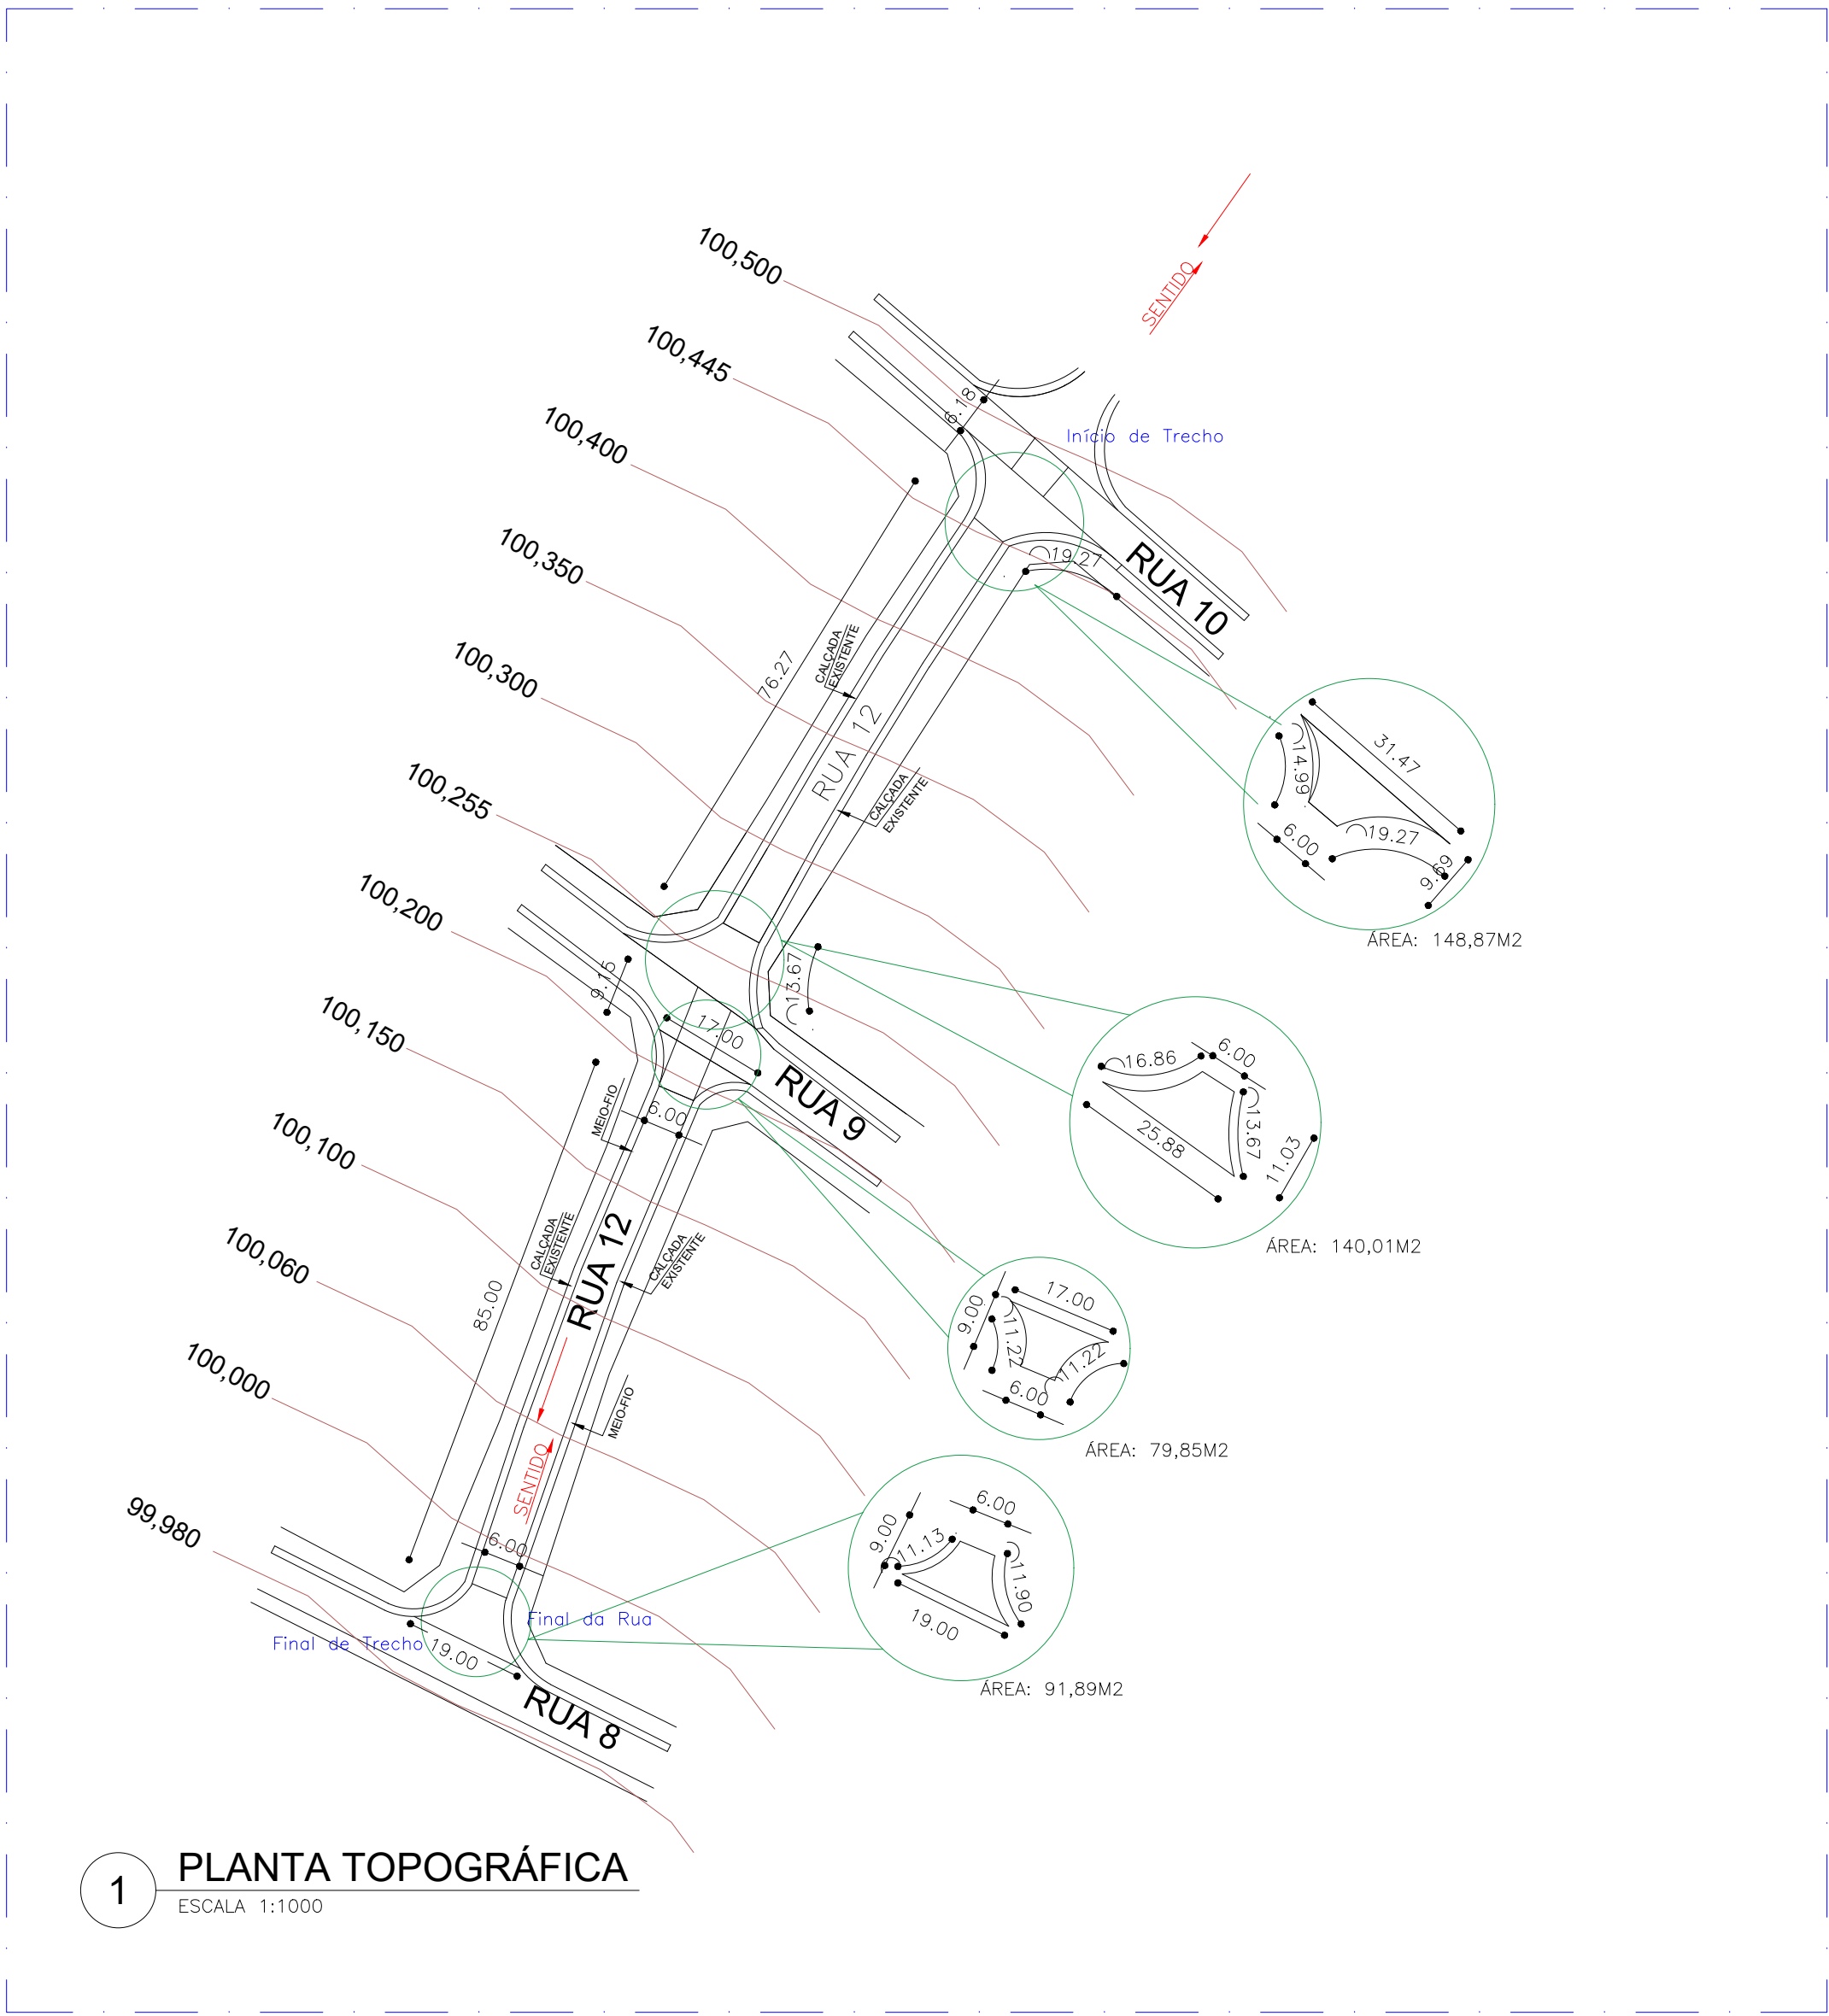 100,500
100,445
100,400
100,350
100,300
100,255
100,200
100,150
100,100
100,060
100,000
99,980
SENTIDO
6.18
Início de Trecho
19.27
RUA 10
76.27
CALÇADA
EXISTENTE
RUA 12
CALÇADA
EXISTENTE
31.47
14.99
6.00
19.27
9.69
ÁREA: 148,87M2
9.15
13.67
17.00
RUA 9
6.00
MEIO-FIO
16.86
6.00
13.67
25.88
11.03
ÁREA: 140,01M2
85.00
CALÇADA
EXISTENTE
RUA 12
CALÇADA
EXISTENTE
MEIO-FIO
SENTIDO
9.00
17.00
11.22
11.22
6.00
ÁREA: 79,85M2
6.00
9.00
6.00
11.13
11.90
19.00
ÁREA: 91,89M2
Final da Rua
Final de Trecho
19.00
RUA 8
1
PLANTA TOPOGRÁFICA
ESCALA 1:1000